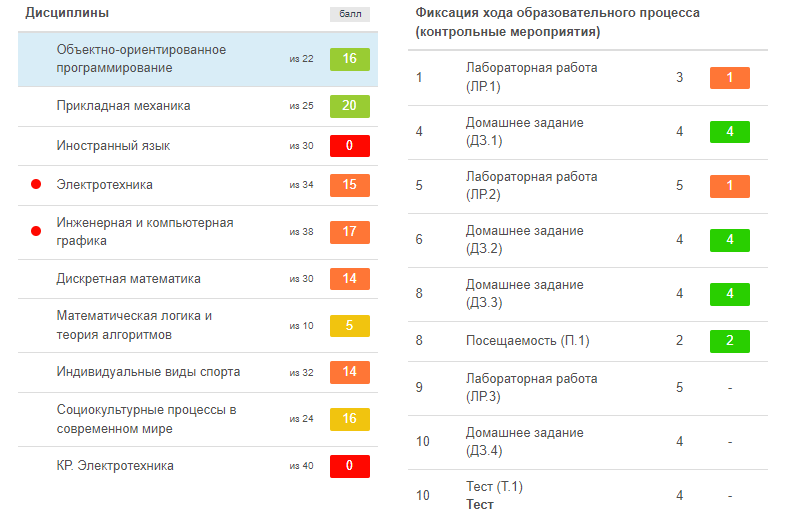 Дисциплины балл
Объектно-ориентированное
программирование из 22 16
Прикладная механика из 25 20
Иностранный язык из 30 0
Электротехника из 34 15
Инженерная и компьютерная
графика из 38 17
Дискретная математика из 30 14
Математическая логика и
теория алгоритмов из 10 5
Индивидуальные виды спорта из 32 14
Социокультурные процессы в
современном мире из 24 16
КР. Электротехника из 40 0
Фиксация хода образовательного процесса
(контрольные мероприятия)
1 Лабораторная работа
(ЛР.1) 3 1
4 Домашнее задание
(ДЗ.1) 4 4
5 Лабораторная работа
(ЛР.2) 5 1
6 Домашнее задание
(ДЗ.2) 4 4
8 Домашнее задание
(ДЗ.3) 4 4
8 Посещаемость (П.1) 2 2
9 Лабораторная работа
(ЛР.3) 5 -
10 Домашнее задание
(ДЗ.4) 4 -
10 Тест (Т.1) 4 -
Тест